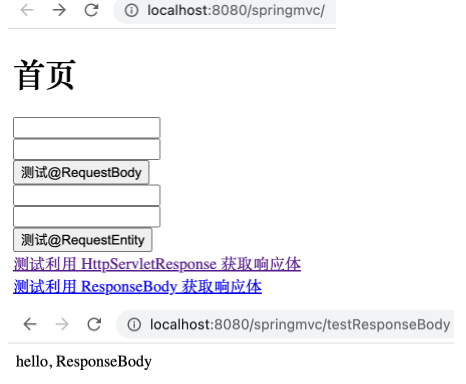 localhost:8080/springmvc/
首页
测试@RequestBody
测试@RequestEntity
测试利用 HttpServletResponse 获取响应体
测试利用 ResponseBody 获取响应体
localhost:8080/springmvc/testResponseBody
hello, ResponseBody